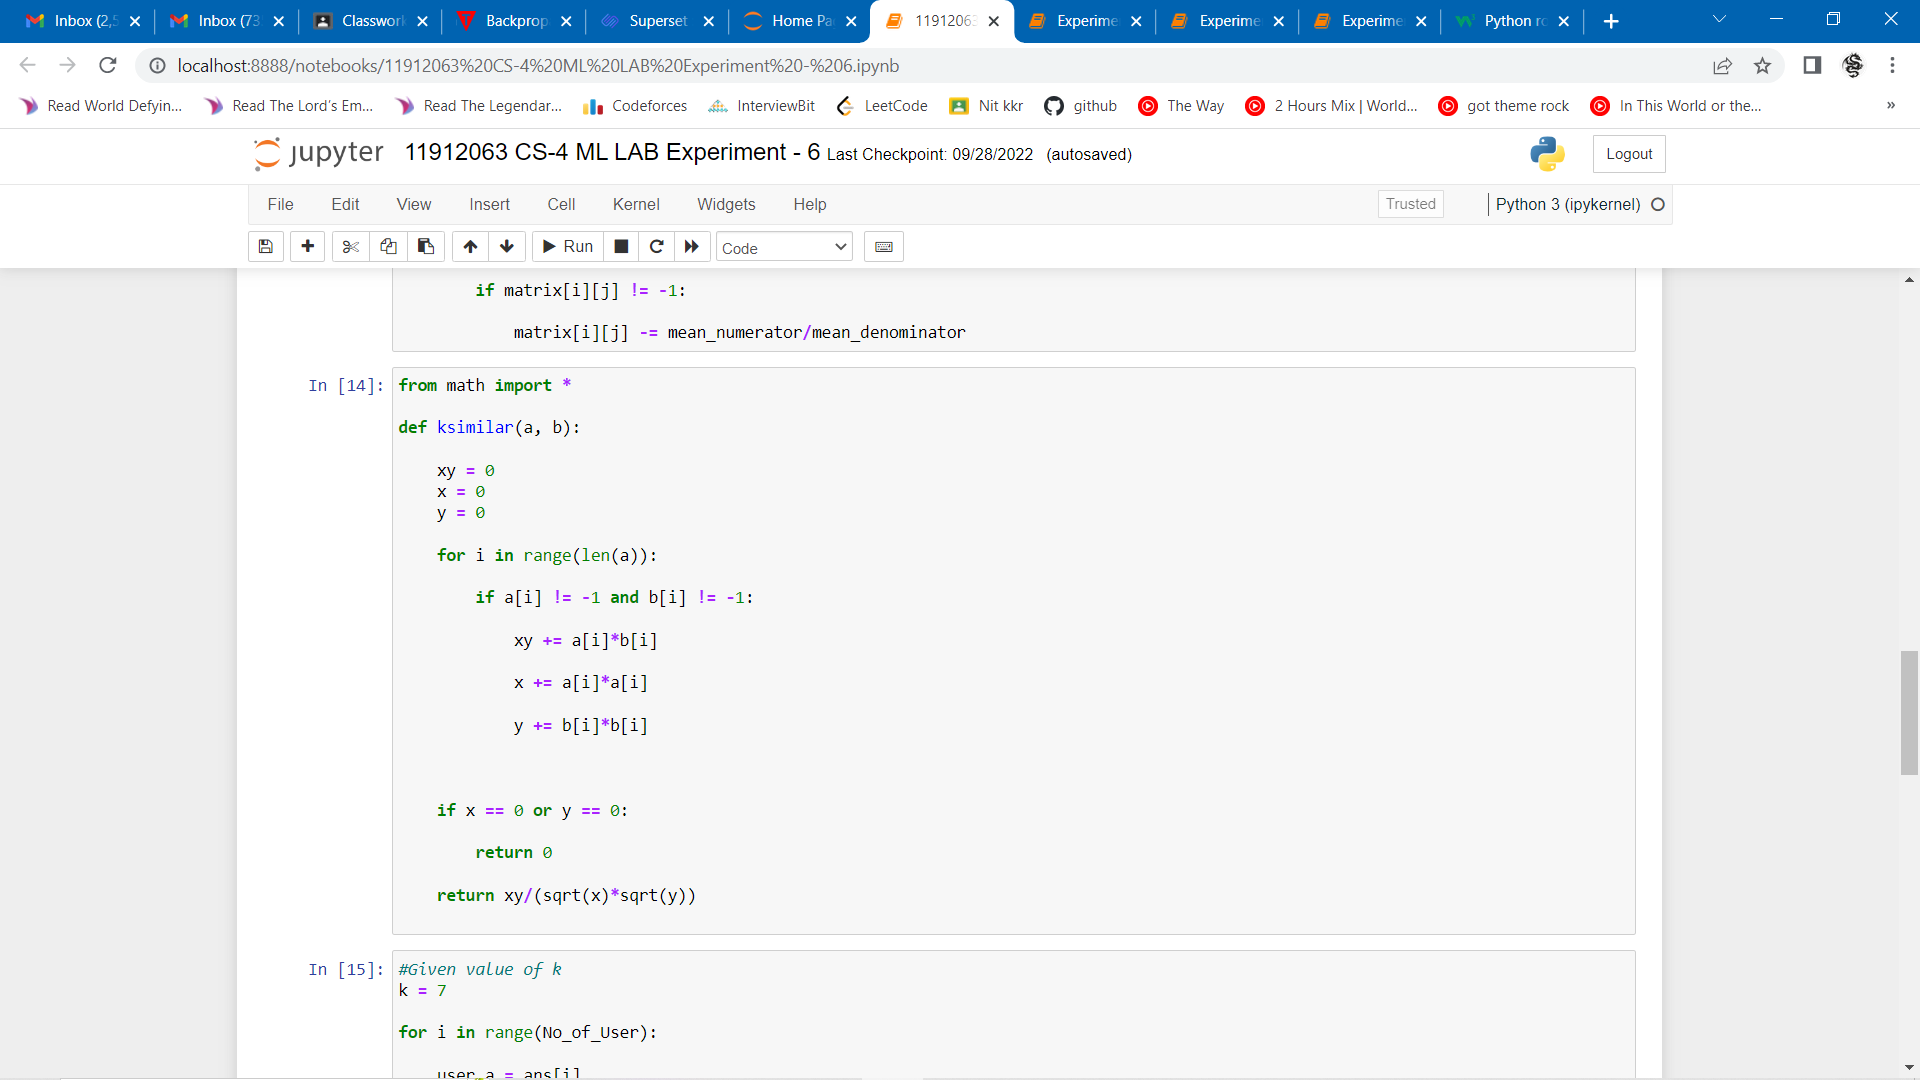 Inbox (2,5
Inbox (73
Classwork
Backprop
Superset
Home Pa
11912063
Experime
Experime
Experime
Python ro
localhost:8888/notebooks/11912063%20CS-4%20ML%20LAB%20Experiment%20-%206.ipynb
Read World Defyin...
Read The Lord's Em...
Read The Legendar...
Codeforces
InterviewBit
LeetCode
Nit kkr
github
The Way
2 Hours Mix | World...
got theme rock
In This World or the...
»
jupyter 11912063 CS-4 ML LAB Experiment - 6 Last Checkpoint: 09/28/2022 (autosaved)
Logout
File Edit View Insert Cell Kernel Widgets Help
Trusted
Python 3 (ipykernel)
Run
Code
if matrix[i][j] != -1:
matrix[i][j] -= mean_numerator/mean_denominator
In [14]: from math import *
def ksimilar(a, b):
xy = 0
x = 0
y = 0
for i in range(len(a)):
if a[i] != -1 and b[i] != -1:
xy += a[i]*b[i]
x += a[i]*a[i]
y += b[i]*b[i]
if x == 0 or y == 0:
return 0
return xy/(sqrt(x)*sqrt(y))
In [15]: #Given value of k
k = 7
for i in range(No_of_User):
user_a = ans[i]